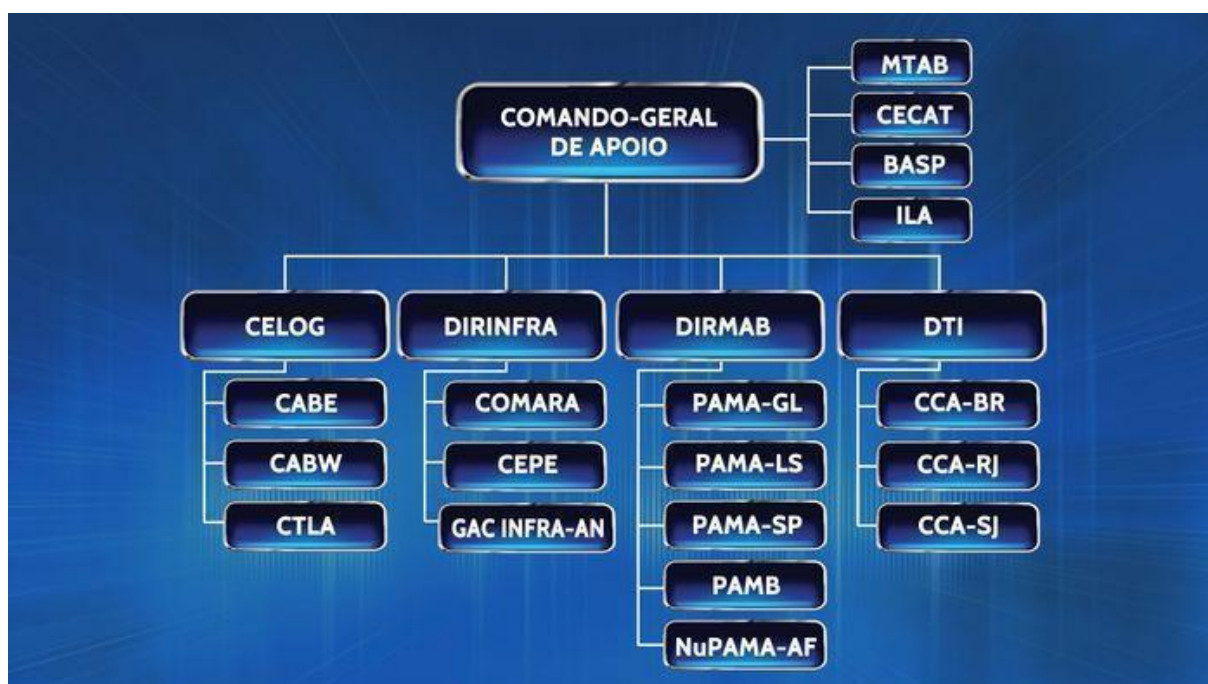 COMANDO-GERAL
DE APOIO
MTAB
CECAT
BASP
ILA
CELOG
CABE
CABW
CTLA
DIRINFRA
COMARA
CEPE
GAC INFRA-AN
DIRMAB
PAMA-GL
PAMA-LS
PAMA-SP
PAMB
NuPAMA-AF
DTI
CCA-BR
CCA-RJ
CCA-SJ